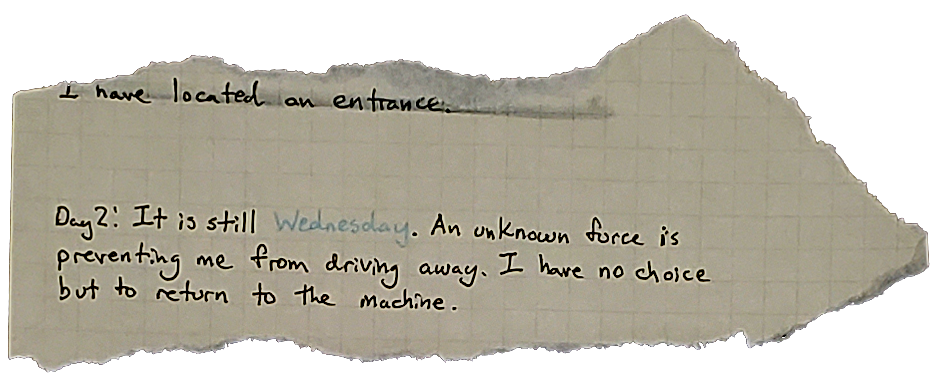 I have located an entrance.
Day 2: It is still Wednesday. An unknown force is
preventing me from driving away. I have no choice
but to return to the machine.